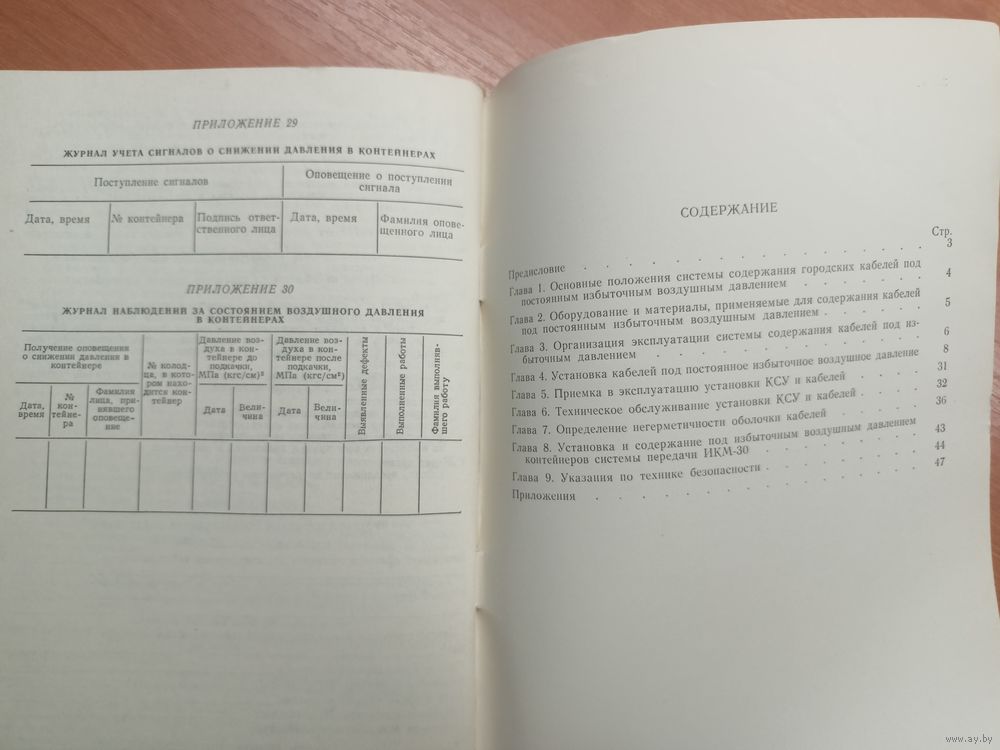 ПРИЛОЖЕНИЕ 29
ЖУРНАЛ УЧЕТА СИГНАЛОВ О СНИЖЕНИИ ДАВЛЕНИЯ В КОНТЕЙНЕРАХ
Поступление сигналов
Оповещение о поступления
сигнала
Дата, время
№ контейнера
Подпись ответ-
ственного лица
Дата, время
Фамилия опове-
щенного лица
ПРИЛОЖЕНИЕ 30
ЖУРНАЛ НАБЛЮДЕНИЙ ЗА СОСТОЯНИЕМ ВОЗДУШНОГО ДАВЛЕНИЯ
В КОНТЕЙНЕРАХ
Получение оповещения
о снижении давления в
контейнере
№ колод-
ца, в кото-
ром нахо-
дится кон-
тейнер
Давление воз-
духа в кон-
тейнере до
подкачки,
МПа (кгс/см)²
Давление воз-
духа в кон-
тейнере после
подкачки,
МПа (кгс/см²)
Выявленные дефекты
Выполненные работы
Фамилия выполняв-
шего работу
Дата,
время
№
кон-
тейне-
ра
Фамилия
лица, при-
нявшего
оповеще-
ние
Дата
Вели-
чина
Дата
Вели-
чина
СОДЕРЖАНИЕ
Стр.
Предисловие . . . . . . . . . . . . . . 3
Глава 1. Основные положения системы содержания городских кабелей под
постоянным избыточным воздушным давлением . . . . . . 4
Глава 2. Оборудование и материалы, применяемые для содержания кабелей
под постоянным избыточным воздушным давлением . . . . . 5
Глава 3. Организация эксплуатации системы содержания кабелей под из-
быточным давлением . . . . . . . . . . 6
Глава 4. Установка кабелей под постоянное избыточное воздушное давление 8
Глава 5. Приемка в эксплуатацию установки КСУ и кабелей . . . . 31
Глава 6. Техническое обслуживание установки КСУ и кабелей . . . . 32
Глава 7. Определение негерметичности оболочки кабелей . . . . 36
Глава 8. Установка и содержание под избыточным воздушным давлением
контейнеров системы передачи ИКМ-30 . . . . . . . 43
Глава 9. Указания по технике безопасности . . . . . . . 44
Приложения . . . . . . . . . . . . . 47
www.ay.by